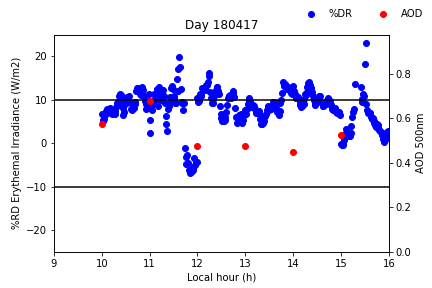 %DR AOD
Day 180417
%RD Erythemal Irradiance (W/m2)
20
10
0
−10
−20
0.8
0.6
0.4
0.2
0.0
AOD 500nm
9 10 11 12 13 14 15 16
Local hour (h)